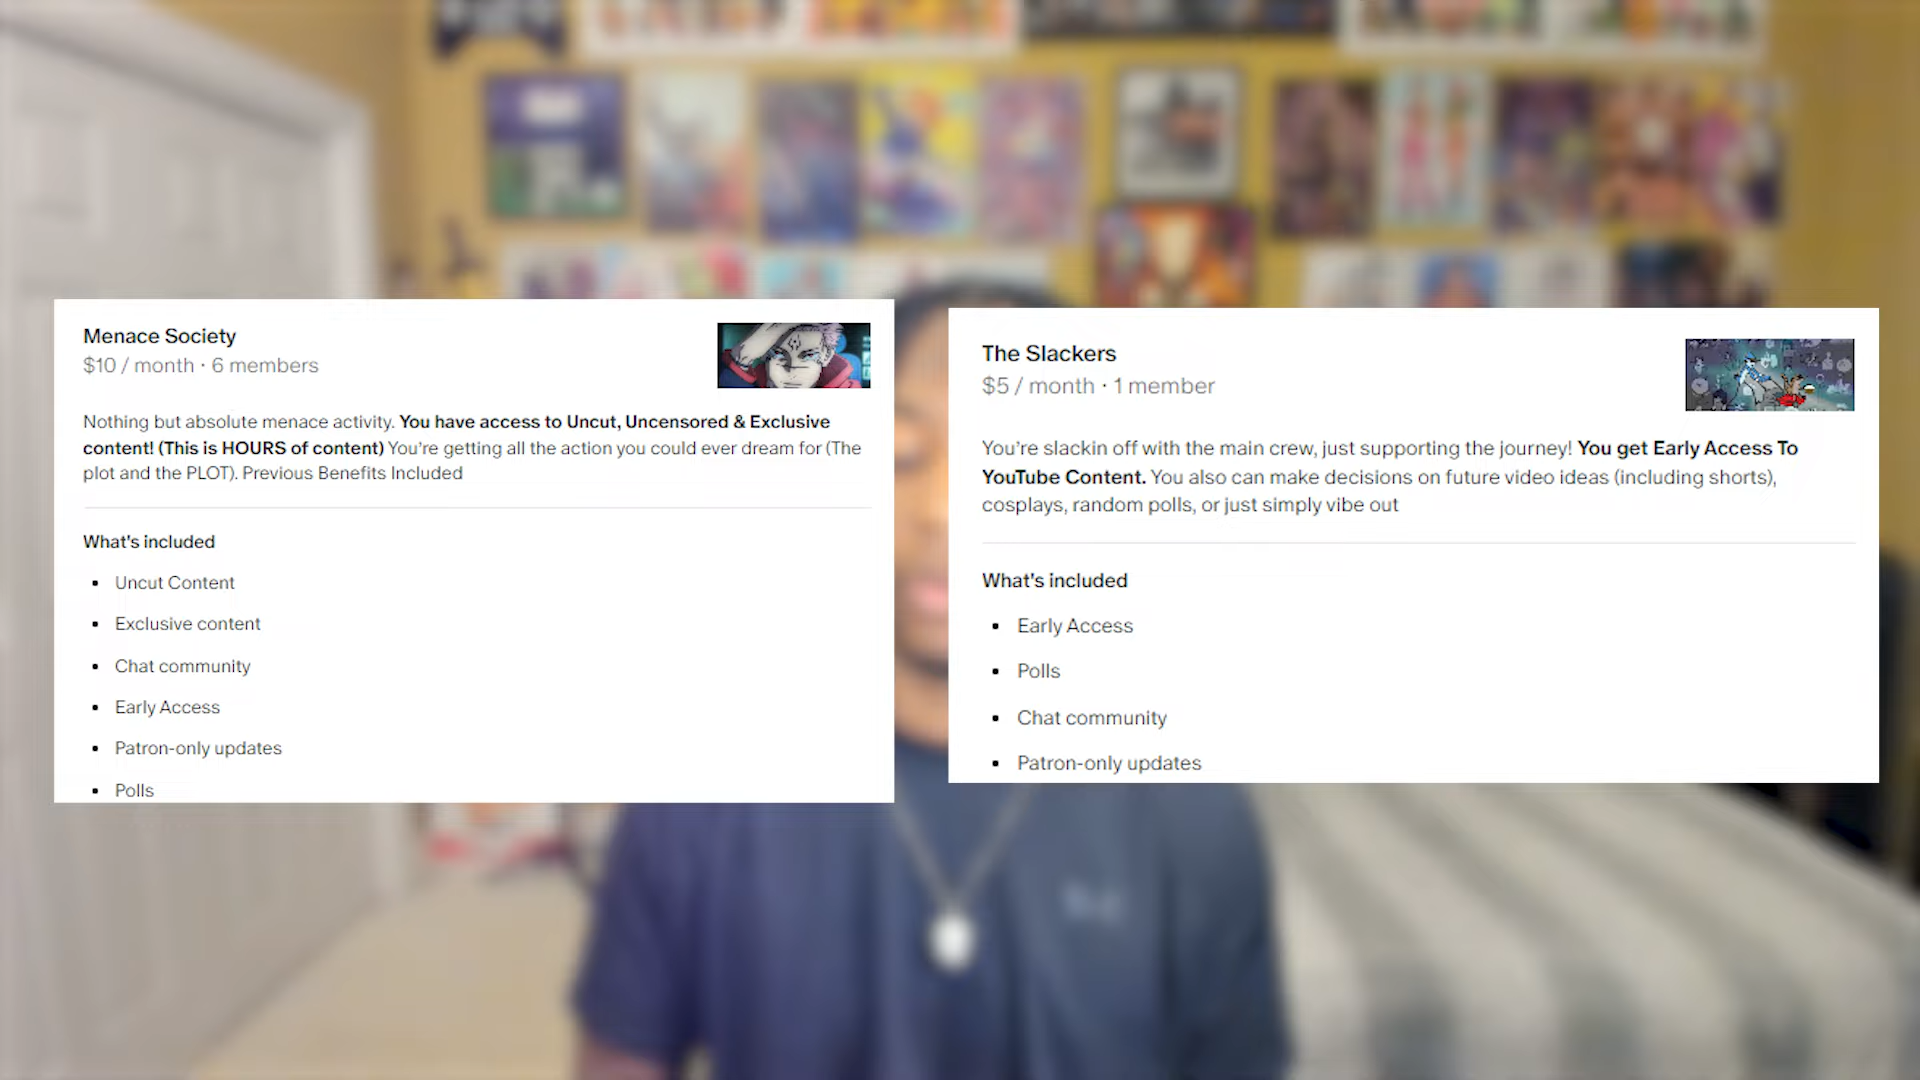 Menace Society
$10 / month · 6 members
Nothing but absolute menace activity. You have access to Uncut, Uncensored & Exclusive
content! (This is HOURS of content) You're getting all the action you could ever dream for (The
plot and the PLOT). Previous Benefits Included
What's included
• Uncut Content
• Exclusive content
• Chat community
• Early Access
• Patron-only updates
• Polls
The Slackers
$5 / month · 1 member
You're slackin off with the main crew, just supporting the journey! You get Early Access To
YouTube Content. You also can make decisions on future video ideas (including shorts),
cosplays, random polls, or just simply vibe out
What's included
• Early Access
• Polls
• Chat community
• Patron-only updates